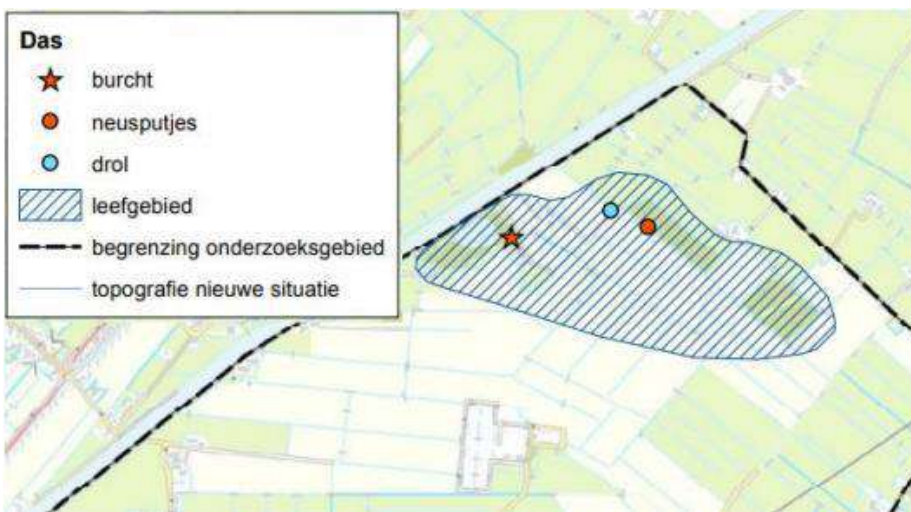 Das
burcht
neusputjes
drol
leefgebied
begrenzing onderzoeksgebied
topografie nieuwe situatie